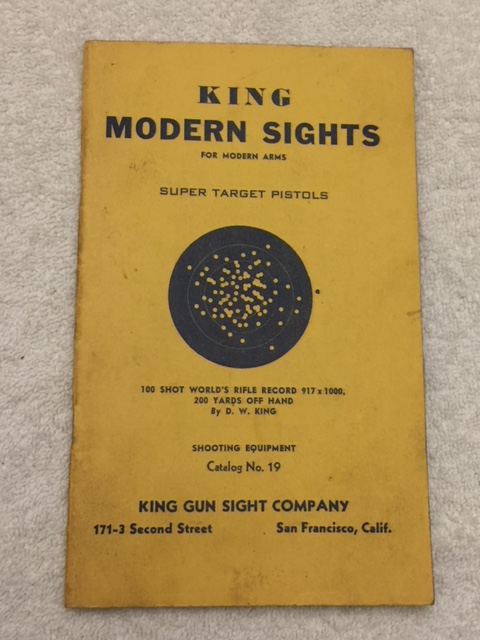 KING
MODERN SIGHTS
FOR MODERN ARMS
SUPER TARGET PISTOLS
100 SHOT WORLD'S RIFLE RECORD 917 x 1000,
200 YARDS OFF HAND
By D. W. KING
SHOOTING EQUIPMENT
Catalog No. 19
KING GUN SIGHT COMPANY
171-3 Second Street San Francisco, Calif.